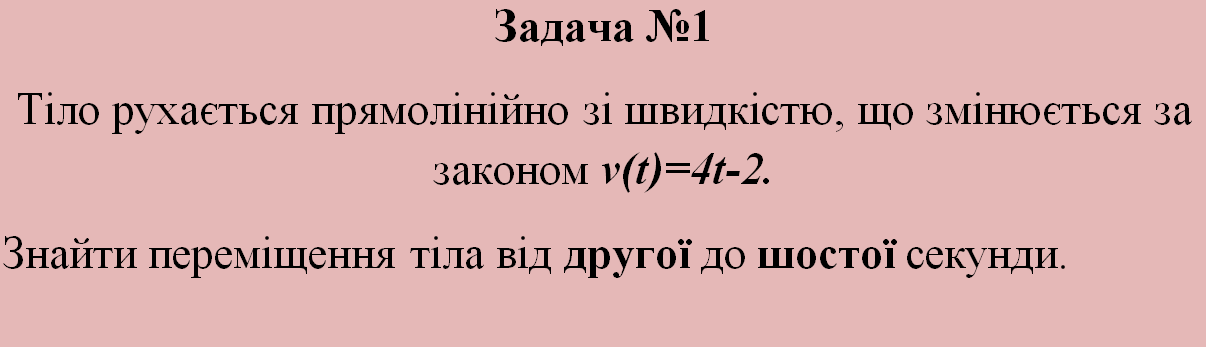 Задача №1
Тіло рухається прямолінійно зі швидкістю, що змінюється за
законом v(t)=4t-2.
Знайти переміщення тіла від другої до шостої секунди.